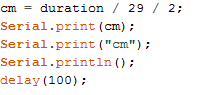 cm = duration / 29 / 2;
Serial.print(cm);
Serial.print("cm");
Serial.println();
delay(100);